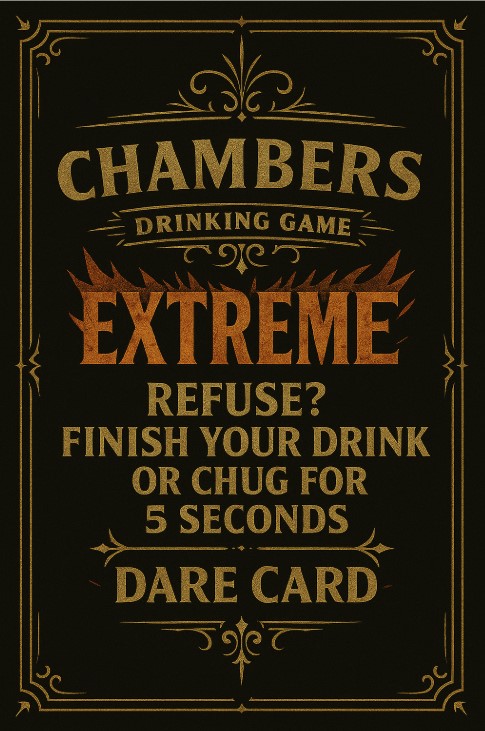 CHAMBERS
DRINKING GAME
EXTREME
REFUSE?
FINISH YOUR DRINK
OR CHUG FOR
5 SECONDS
DARE CARD